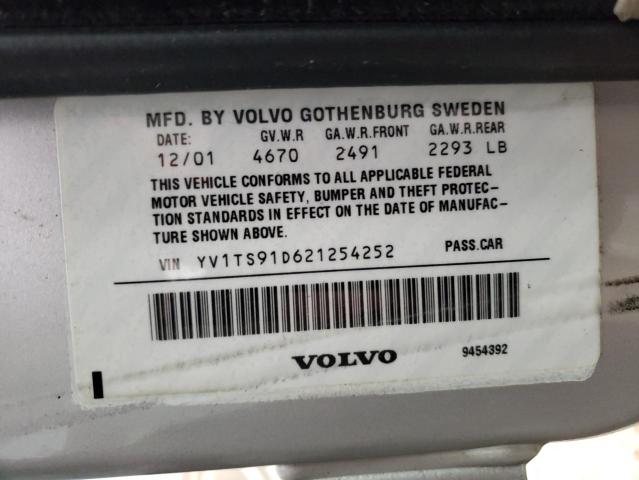 MFD. BY VOLVO GOTHENBURG SWEDEN
DATE: GV.W.R GA.W.R.FRONT GA.W.R.REAR
12/01 4670 2491 2293 LB
THIS VEHICLE CONFORMS TO ALL APPLICABLE FEDERAL
MOTOR VEHICLE SAFETY, BUMPER AND THEFT PROTEC–
TION STANDARDS IN EFFECT ON THE DATE OF MANUFAC–
TURE SHOWN ABOVE.
VIN YV1TS91D621254252 PASS.CAR
VOLVO 9454392